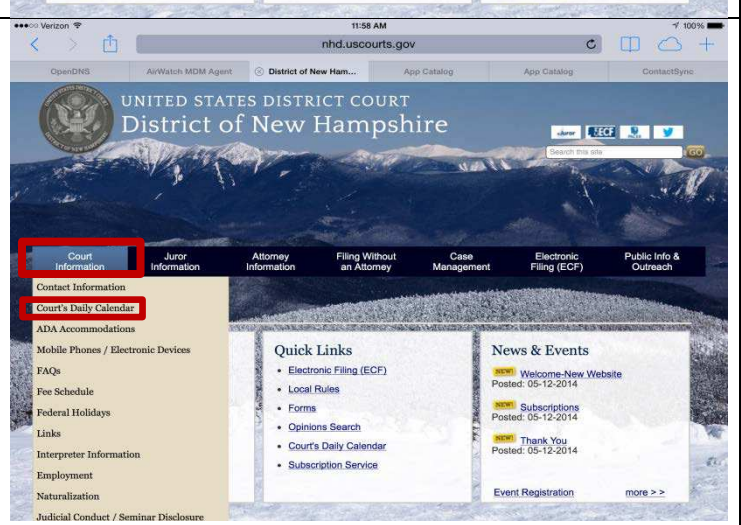 ●●●○○ Verizon 11:58 AM 100%
nhd.uscourts.gov
OpenDNS AirWatch MDM Agent District of New Ham... App Catalog App Catalog ContactSync
UNITED STATES DISTRICT COURT
District of New Hampshire
eJuror ECF
Search this site GO
Court Information Juror Information Attorney Information Filing Without an Attorney Case Management Electronic Filing (ECF) Public Info & Outreach
Contact Information
Court's Daily Calendar
ADA Accommodations
Mobile Phones / Electronic Devices
FAQs
Fee Schedule
Federal Holidays
Links
Interpreter Information
Employment
Naturalization
Judicial Conduct / Seminar Disclosure
Quick Links
• Electronic Filing (ECF)
• Local Rules
• Forms
• Opinions Search
• Court's Daily Calendar
• Subscription Service
News & Events
NEW! Welcome-New Website
Posted: 05-12-2014
NEW! Subscriptions
Posted: 05-12-2014
NEW! Thank You
Posted: 05-12-2014
Event Registration more > >